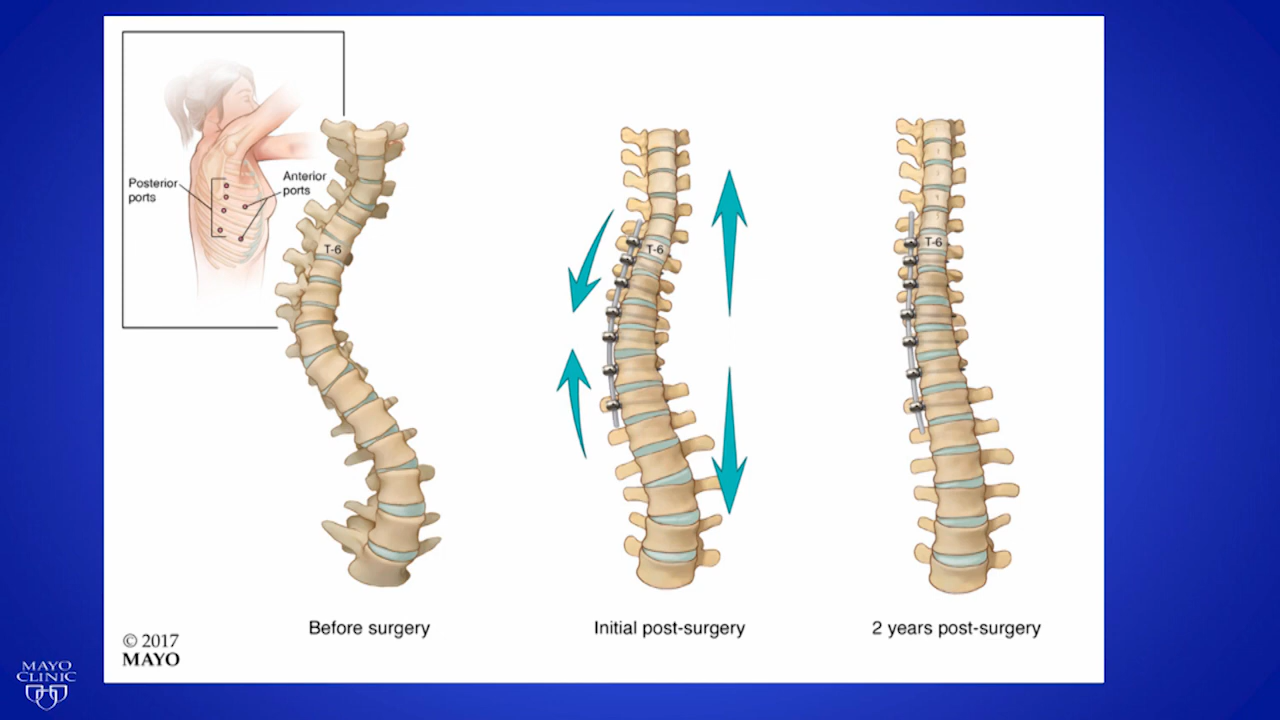 Posterior
ports
Anterior
ports
T-6
T-6
T-6
Before surgery
Initial post-surgery
2 years post-surgery
© 2017
MAYO
MAYO
CLINIC